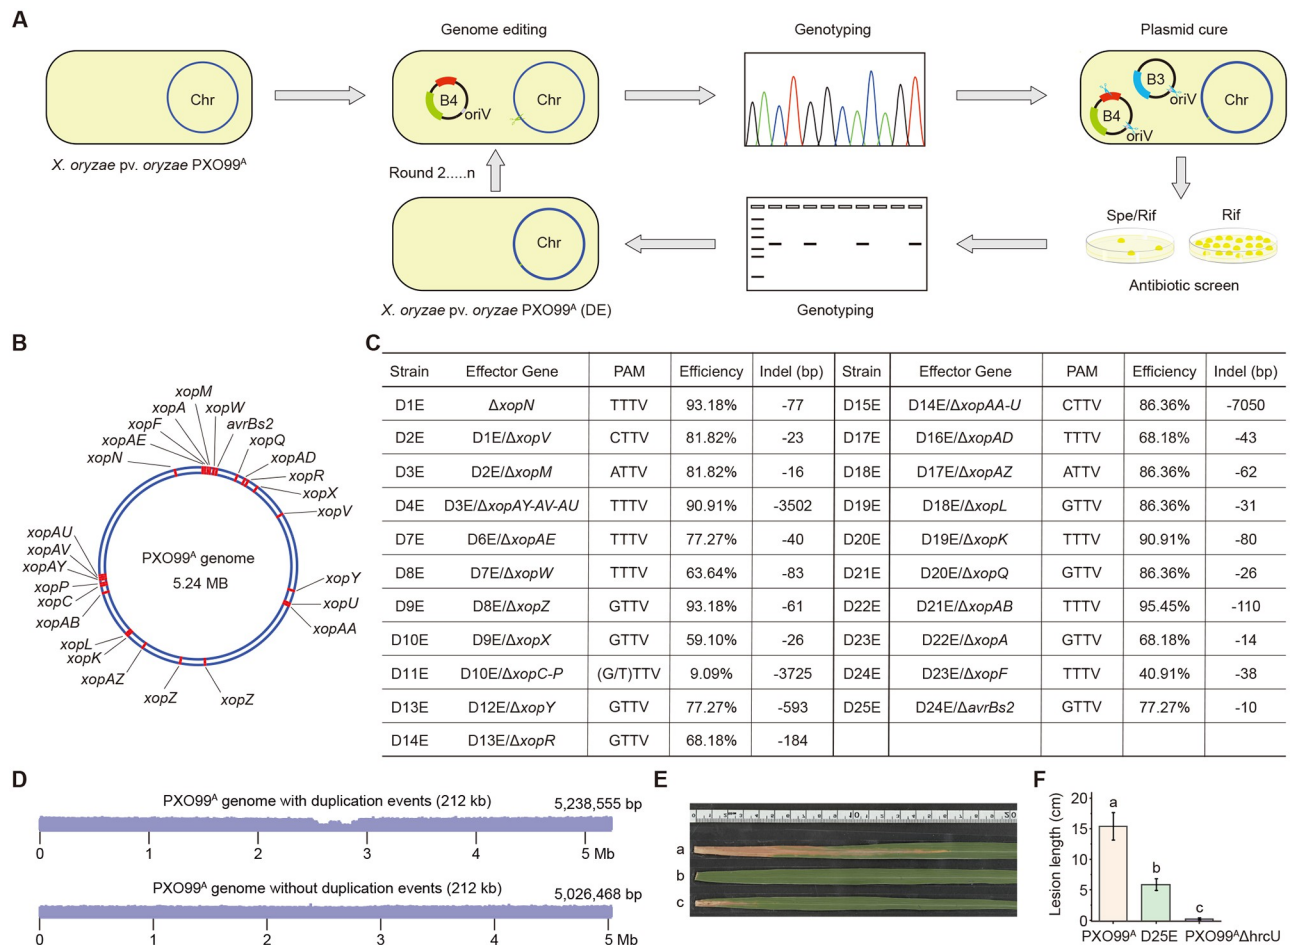 A
Genome editing
Genotyping
Plasmid cure
Chr
B4
oriV
Chr
B3
oriV
B4
oriV
Chr
X. oryzae pv. oryzae PXO99ᴬ
Round 2.....n
Chr
Spe/Rif
Rif
X. oryzae pv. oryzae PXO99ᴬ (DE)
Genotyping
Antibiotic screen
B
xopM
xopA
xopW
xopF
avrBs2
xopAE
xopQ
xopN
xopAD
xopR
xopX
xopV
xopAU
xopAV
xopAY
xopP
xopC
xopAB
xopL
xopK
xopAZ
xopZ
xopZ
xopY
xopU
xopAA
PXO99ᴬ genome
5.24 MB
C
Strain Effector Gene PAM Efficiency Indel (bp) Strain Effector Gene PAM Efficiency Indel (bp)
D1E ΔxopN TTTV 93.18% -77 D15E D14E/ΔxopAA-U CTTV 86.36% -7050
D2E D1E/ΔxopV CTTV 81.82% -23 D17E D16E/ΔxopAD TTTV 68.18% -43
D3E D2E/ΔxopM ATTV 81.82% -16 D18E D17E/ΔxopAZ ATTV 86.36% -62
D4E D3E/ΔxopAY-AV-AU TTTV 90.91% -3502 D19E D18E/ΔxopL GTTV 86.36% -31
D7E D6E/ΔxopAE TTTV 77.27% -40 D20E D19E/ΔxopK TTTV 90.91% -80
D8E D7E/ΔxopW TTTV 63.64% -83 D21E D20E/ΔxopQ GTTV 86.36% -26
D9E D8E/ΔxopZ GTTV 93.18% -61 D22E D21E/ΔxopAB TTTV 95.45% -110
D10E D9E/ΔxopX GTTV 59.10% -26 D23E D22E/ΔxopA GTTV 68.18% -14
D11E D10E/ΔxopC-P (G/T)TTV 9.09% -3725 D24E D23E/ΔxopF TTTV 40.91% -38
D13E D12E/ΔxopY GTTV 77.27% -593 D25E D24E/ΔavrBs2 GTTV 77.27% -10
D14E D13E/ΔxopR GTTV 68.18% -184
D
PXO99ᴬ genome with duplication events (212 kb) 5,238,555 bp
0 1 2 3 4 5 Mb
PXO99ᴬ genome without duplication events (212 kb) 5,026,468 bp
0 1 2 3 4 5 Mb
E
a
b
c
F
Lesion length (cm)
20
15
10
5
0
a
b
c
PXO99ᴬ D25E PXO99ᴬΔhrcU